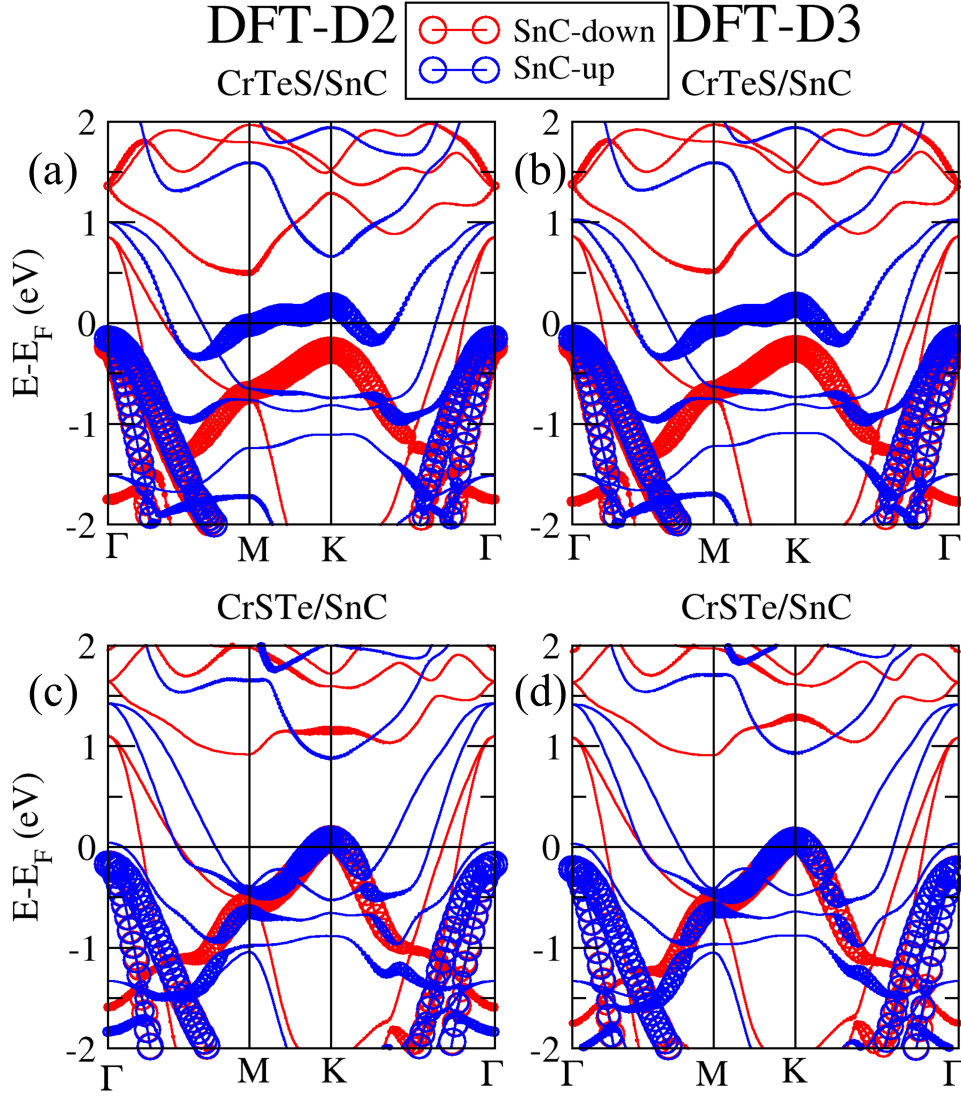 DFT-D2
SnC-down
SnC-up
DFT-D3
CrTeS/SnC
CrTeS/SnC
(a)
(b)
E-E_F (eV)
2
1
0
-1
-2
Γ
M
K
Γ
2
1
0
-1
-2
Γ
M
K
Γ
CrSTe/SnC
CrSTe/SnC
(c)
(d)
E-E_F (eV)
2
1
0
-1
-2
Γ
M
K
Γ
2
1
0
-1
-2
Γ
M
K
Γ